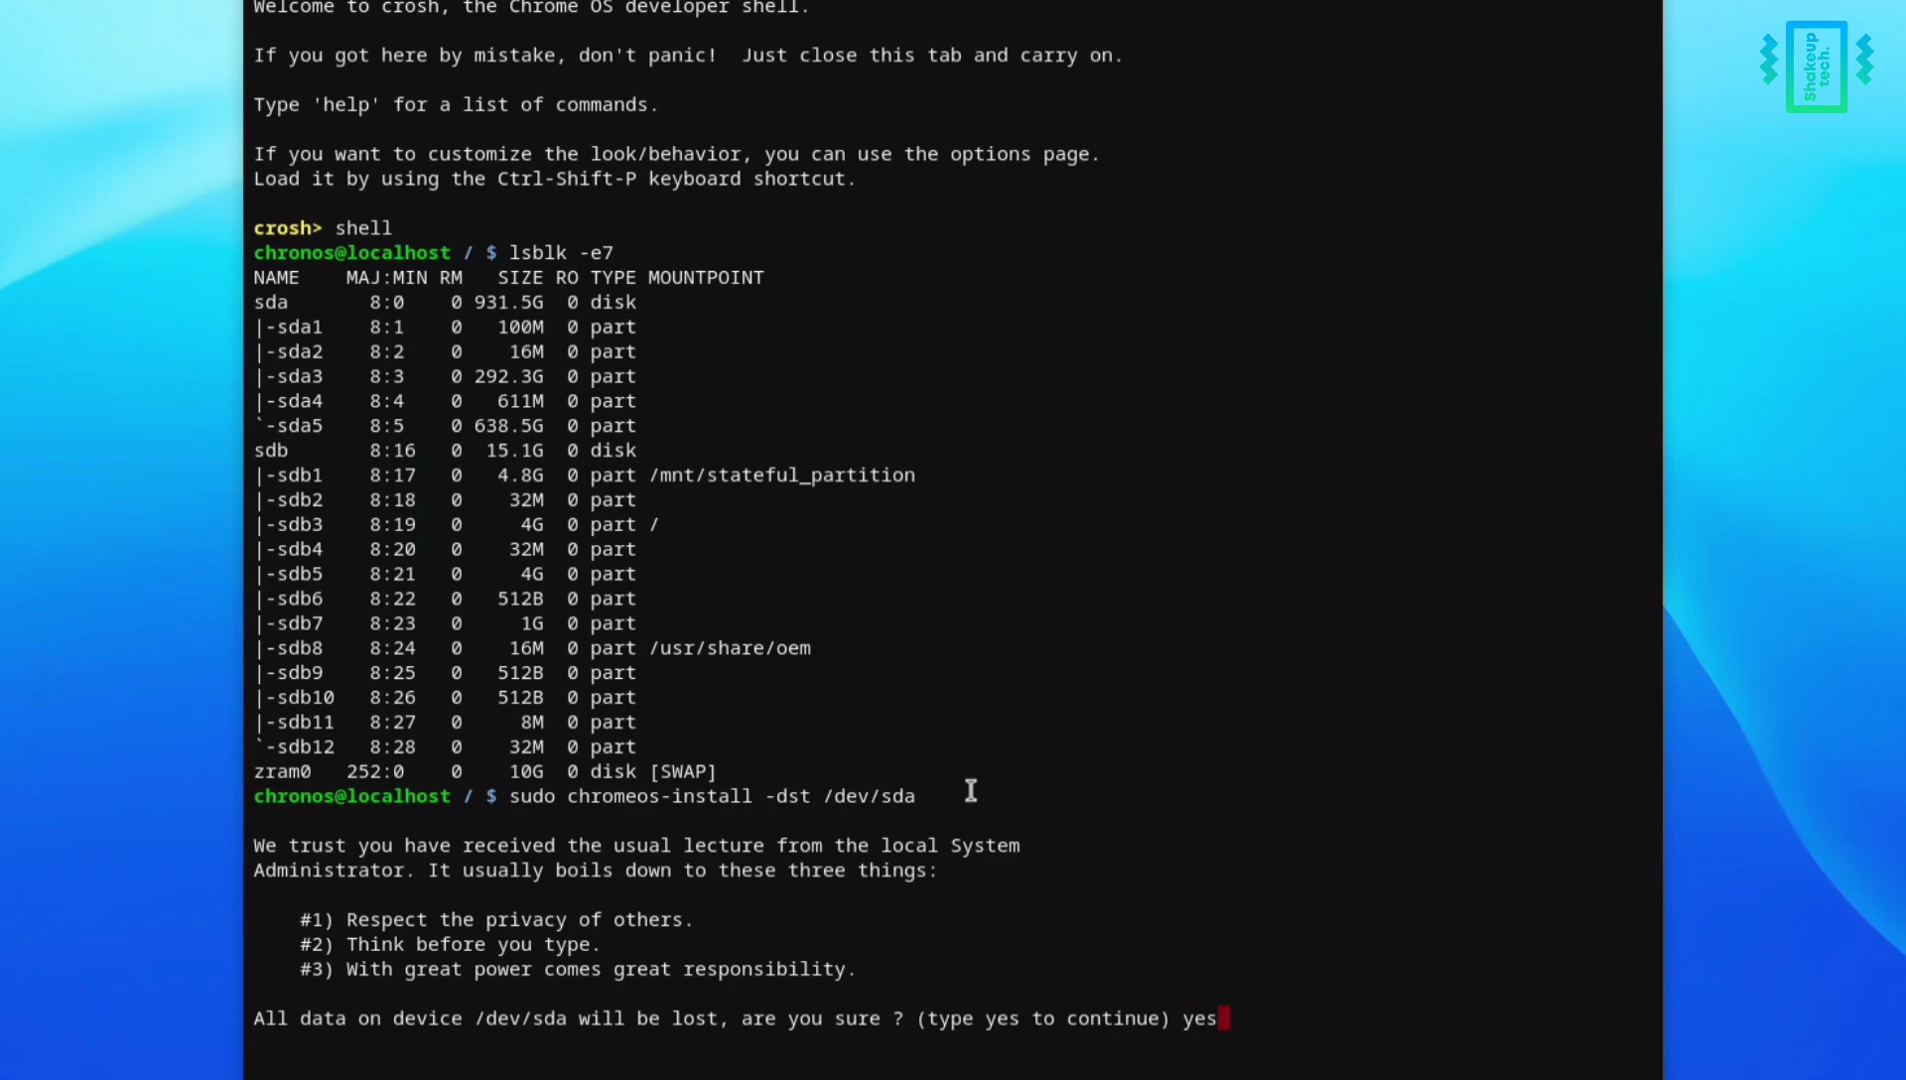 Welcome to crosh, the Chrome OS developer shell.
If you got here by mistake, don't panic!  Just close this tab and carry on.
Type 'help' for a list of commands.
If you want to customize the look/behavior, you can use the options page.
Load it by using the Ctrl-Shift-P keyboard shortcut.
crosh> shell
chronos@localhost / $ lsblk -e7
NAME    MAJ:MIN RM   SIZE RO TYPE MOUNTPOINT
sda       8:0    0 931.5G  0 disk
|-sda1    8:1    0   100M  0 part
|-sda2    8:2    0    16M  0 part
|-sda3    8:3    0 292.3G  0 part
|-sda4    8:4    0   611M  0 part
`-sda5    8:5    0 638.5G  0 part
sdb       8:16   0  15.1G  0 disk
|-sdb1    8:17   0   4.8G  0 part /mnt/stateful_partition
|-sdb2    8:18   0    32M  0 part
|-sdb3    8:19   0     4G  0 part /
|-sdb4    8:20   0    32M  0 part
|-sdb5    8:21   0     4G  0 part
|-sdb6    8:22   0   512B  0 part
|-sdb7    8:23   0     1G  0 part
|-sdb8    8:24   0    16M  0 part /usr/share/oem
|-sdb9    8:25   0   512B  0 part
|-sdb10   8:26   0   512B  0 part
|-sdb11   8:27   0     8M  0 part
`-sdb12   8:28   0    32M  0 part
zram0   252:0    0    10G  0 disk [SWAP]
chronos@localhost / $ sudo chromeos-install -dst /dev/sda
We trust you have received the usual lecture from the local System
Administrator. It usually boils down to these three things:
#1) Respect the privacy of others.
#2) Think before you type.
#3) With great power comes great responsibility.
All data on device /dev/sda will be lost, are you sure ? (type yes to continue) yes
Shakeup
tech.